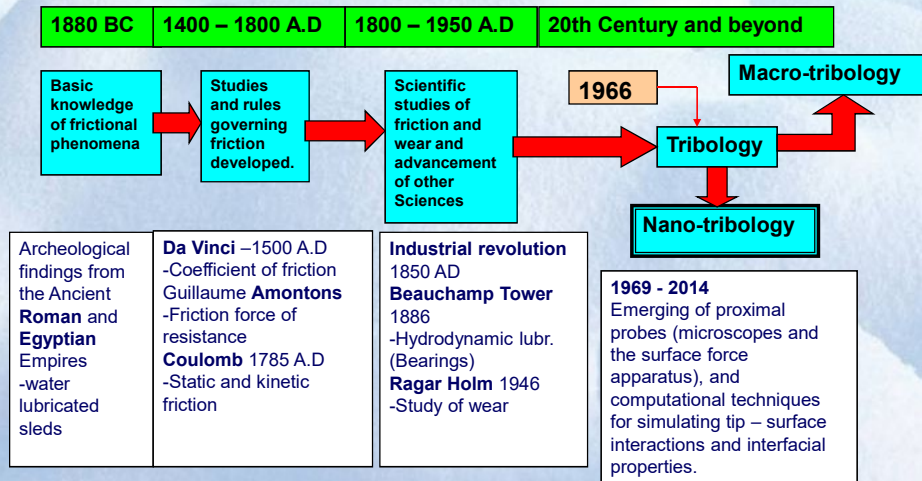 1880 BC
1400 – 1800 A.D
1800 – 1950 A.D
20th Century and beyond
Basic
knowledge
of frictional
phenomena
Studies
and rules
governing
friction
developed.
Scientific
studies of
friction and
wear and
advancement
of other
Sciences
1966
Tribology
Macro-tribology
Nano-tribology
Archeological
findings from
the Ancient
Roman and
Egyptian
Empires
-water
lubricated
sleds
Da Vinci –1500 A.D
-Coefficient of friction
Guillaume Amontons
-Friction force of
resistance
Coulomb 1785 A.D
-Static and kinetic
friction
Industrial revolution
1850 AD
Beauchamp Tower
1886
-Hydrodynamic lubr.
(Bearings)
Ragar Holm 1946
-Study of wear
1969 - 2014
Emerging of proximal
probes (microscopes and
the surface force
apparatus), and
computational techniques
for simulating tip – surface
interactions and interfacial
properties.